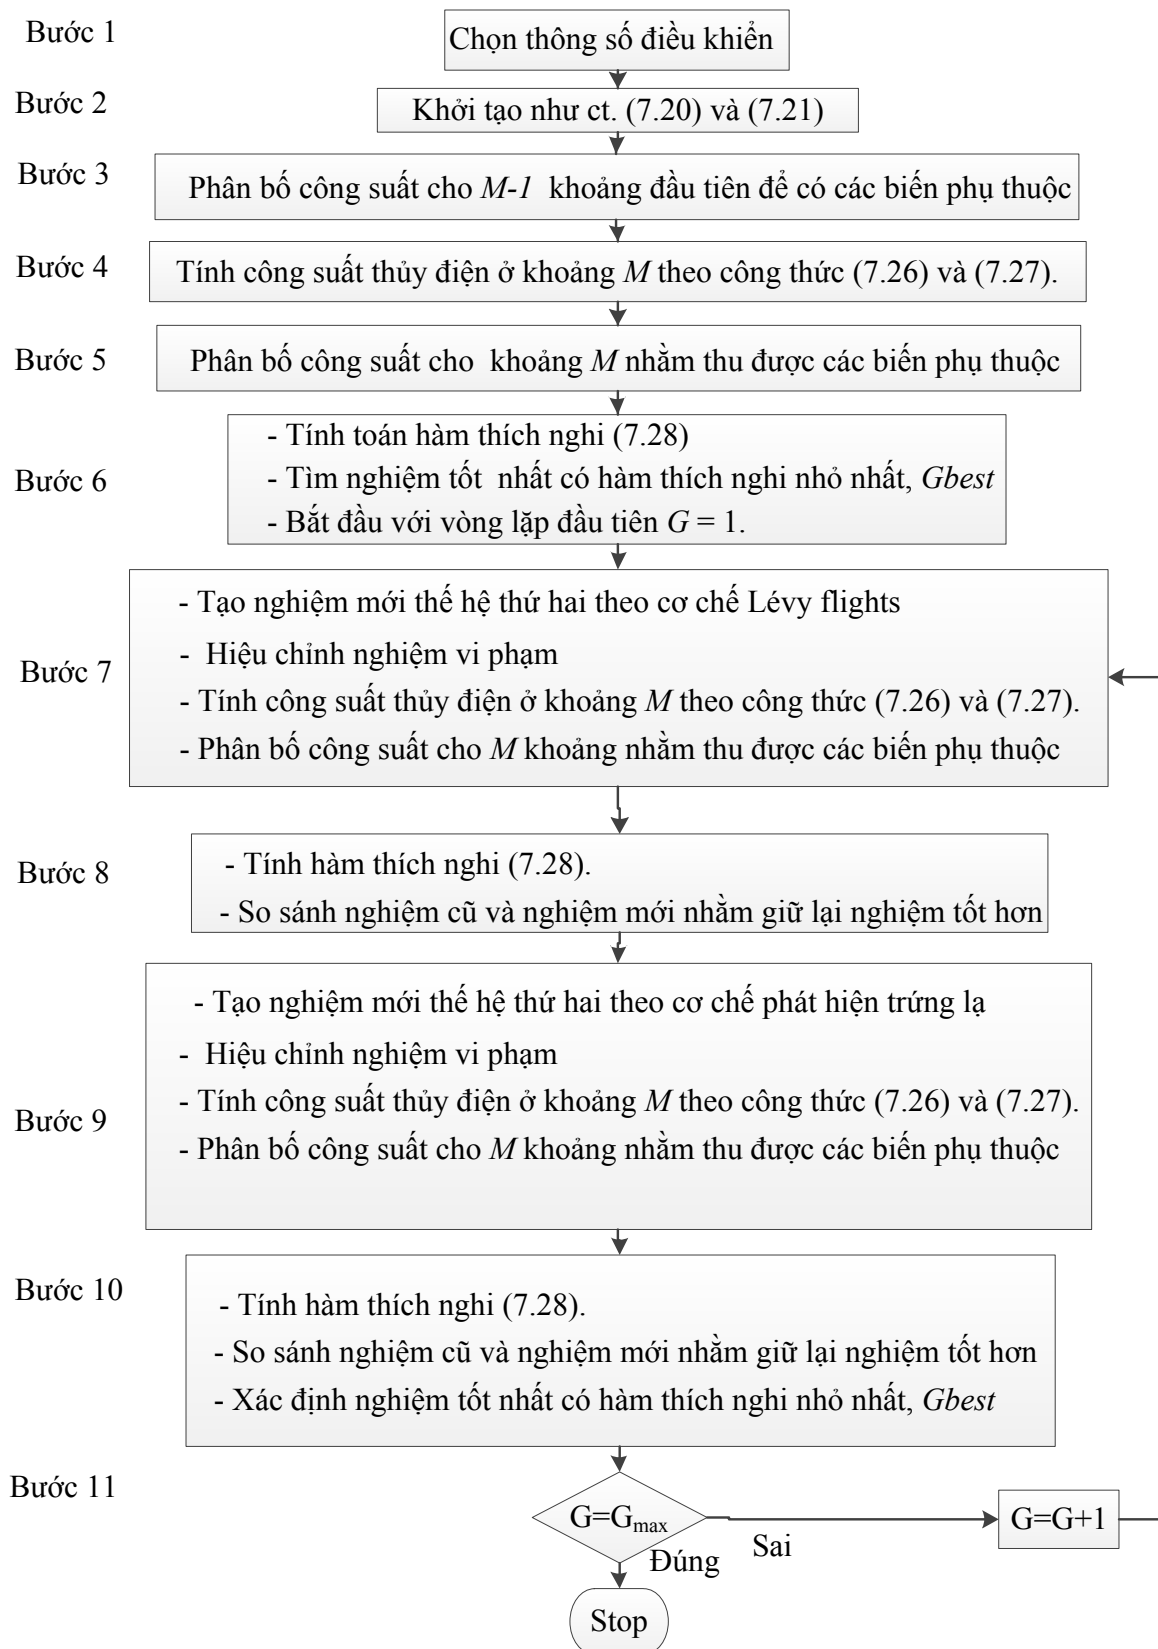 Bước 1
Chọn thông số điều khiển
Bước 2
Khởi tạo như ct. (7.20) và (7.21)
Bước 3
Phân bố công suất cho M-1 khoảng đầu tiên để có các biến phụ thuộc
Bước 4
Tính công suất thủy điện ở khoảng M theo công thức (7.26) và (7.27).
Bước 5
Phân bố công suất cho khoảng M nhằm thu được các biến phụ thuộc
Bước 6
- Tính toán hàm thích nghi (7.28)
- Tìm nghiệm tốt nhất có hàm thích nghi nhỏ nhất, Gbest
- Bắt đầu với vòng lặp đầu tiên G = 1.
Bước 7
- Tạo nghiệm mới thế hệ thứ hai theo cơ chế Lévy flights
- Hiệu chỉnh nghiệm vi phạm
- Tính công suất thủy điện ở khoảng M theo công thức (7.26) và (7.27).
- Phân bố công suất cho M khoảng nhằm thu được các biến phụ thuộc
Bước 8
- Tính hàm thích nghi (7.28).
- So sánh nghiệm cũ và nghiệm mới nhằm giữ lại nghiệm tốt hơn
Bước 9
- Tạo nghiệm mới thế hệ thứ hai theo cơ chế phát hiện trứng lạ
- Hiệu chỉnh nghiệm vi phạm
- Tính công suất thủy điện ở khoảng M theo công thức (7.26) và (7.27).
- Phân bố công suất cho M khoảng nhằm thu được các biến phụ thuộc
Bước 10
- Tính hàm thích nghi (7.28).
- So sánh nghiệm cũ và nghiệm mới nhằm giữ lại nghiệm tốt hơn
- Xác định nghiệm tốt nhất có hàm thích nghi nhỏ nhất, Gbest
Bước 11
G=Gmax
G=G+1
Sai
Đúng
Stop